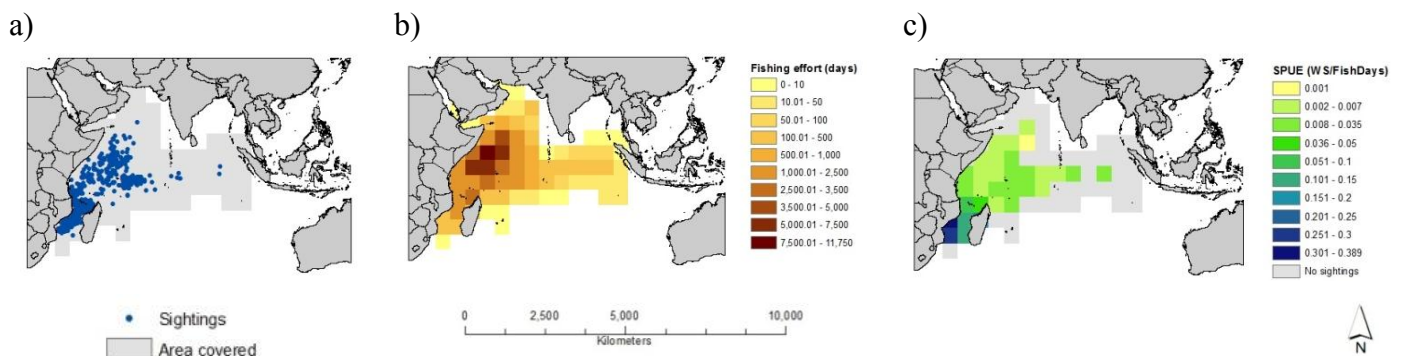 a)
b)
c)
Sightings
Area covered
Fishing effort (days)
0 - 10
10.01 - 50
50.01 - 100
100.01 - 500
500.01 - 1,000
1,000.01 - 2,500
2,500.01 - 3,500
3,500.01 - 5,000
5,000.01 - 7,500
7,500.01 - 11,750
0 2,500 5,000 10,000
Kilometers
SPUE (WS/FishDays)
0.001
0.002 - 0.007
0.008 - 0.035
0.036 - 0.05
0.051 - 0.1
0.101 - 0.15
0.151 - 0.2
0.201 - 0.25
0.251 - 0.3
0.301 - 0.389
No sightings
N